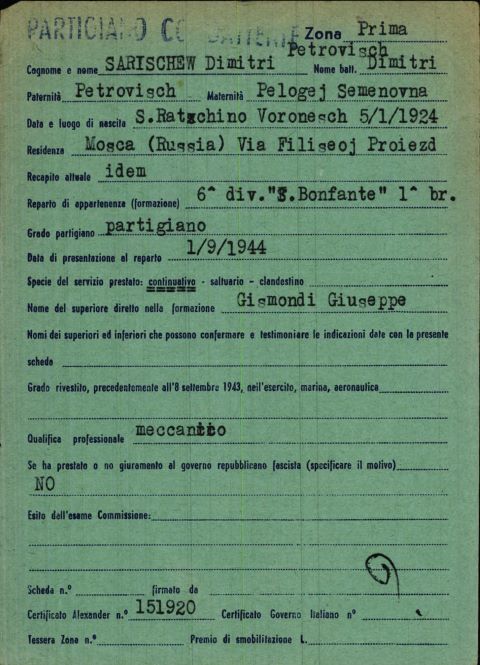 PARTIGIANO COMBATTENTE Zona Prima
Petrovisch
Cognome e nome SARISCHEW Dimitri Nome batt. Dimitri
Paternità Petrovisch Maternità Pelogej Semenovna
Data e luogo di nascita S.Ratschino Voronesch 5/1/1924
Residenza Mosca (Russia) Via Filiseoj Proiezd
Recapito attuale idem
Reparto di appartenenza (formazione) 6^ div."S.Bonfante" 1^ br.
Grado partigiano partigiano
Data di presentazione al reparto 1/9/1944
Specie del servizio prestato: continuativo - saltuario - clandestino
Nome del superiore diretto nella formazione Gismondi Giuseppe
Nomi dei superiori ed inferiori che possono confermare e testimoniare le indicazioni date con la presente
scheda
Grado rivestito, precedentemente all'8 settembre 1943, nell'esercito, marina, aeronautica
Qualifica professionale meccanico
Se ha prestato o no giuramento al governo repubblicano fascista (specificare il motivo)
NO
Esito dell'esame Commissione:
Scheda n.° firmato da
Certificato Alexander n.° 151920 Certificato Governo Italiano n°
Tessera Zona n.° Premio di smobilitazione L.